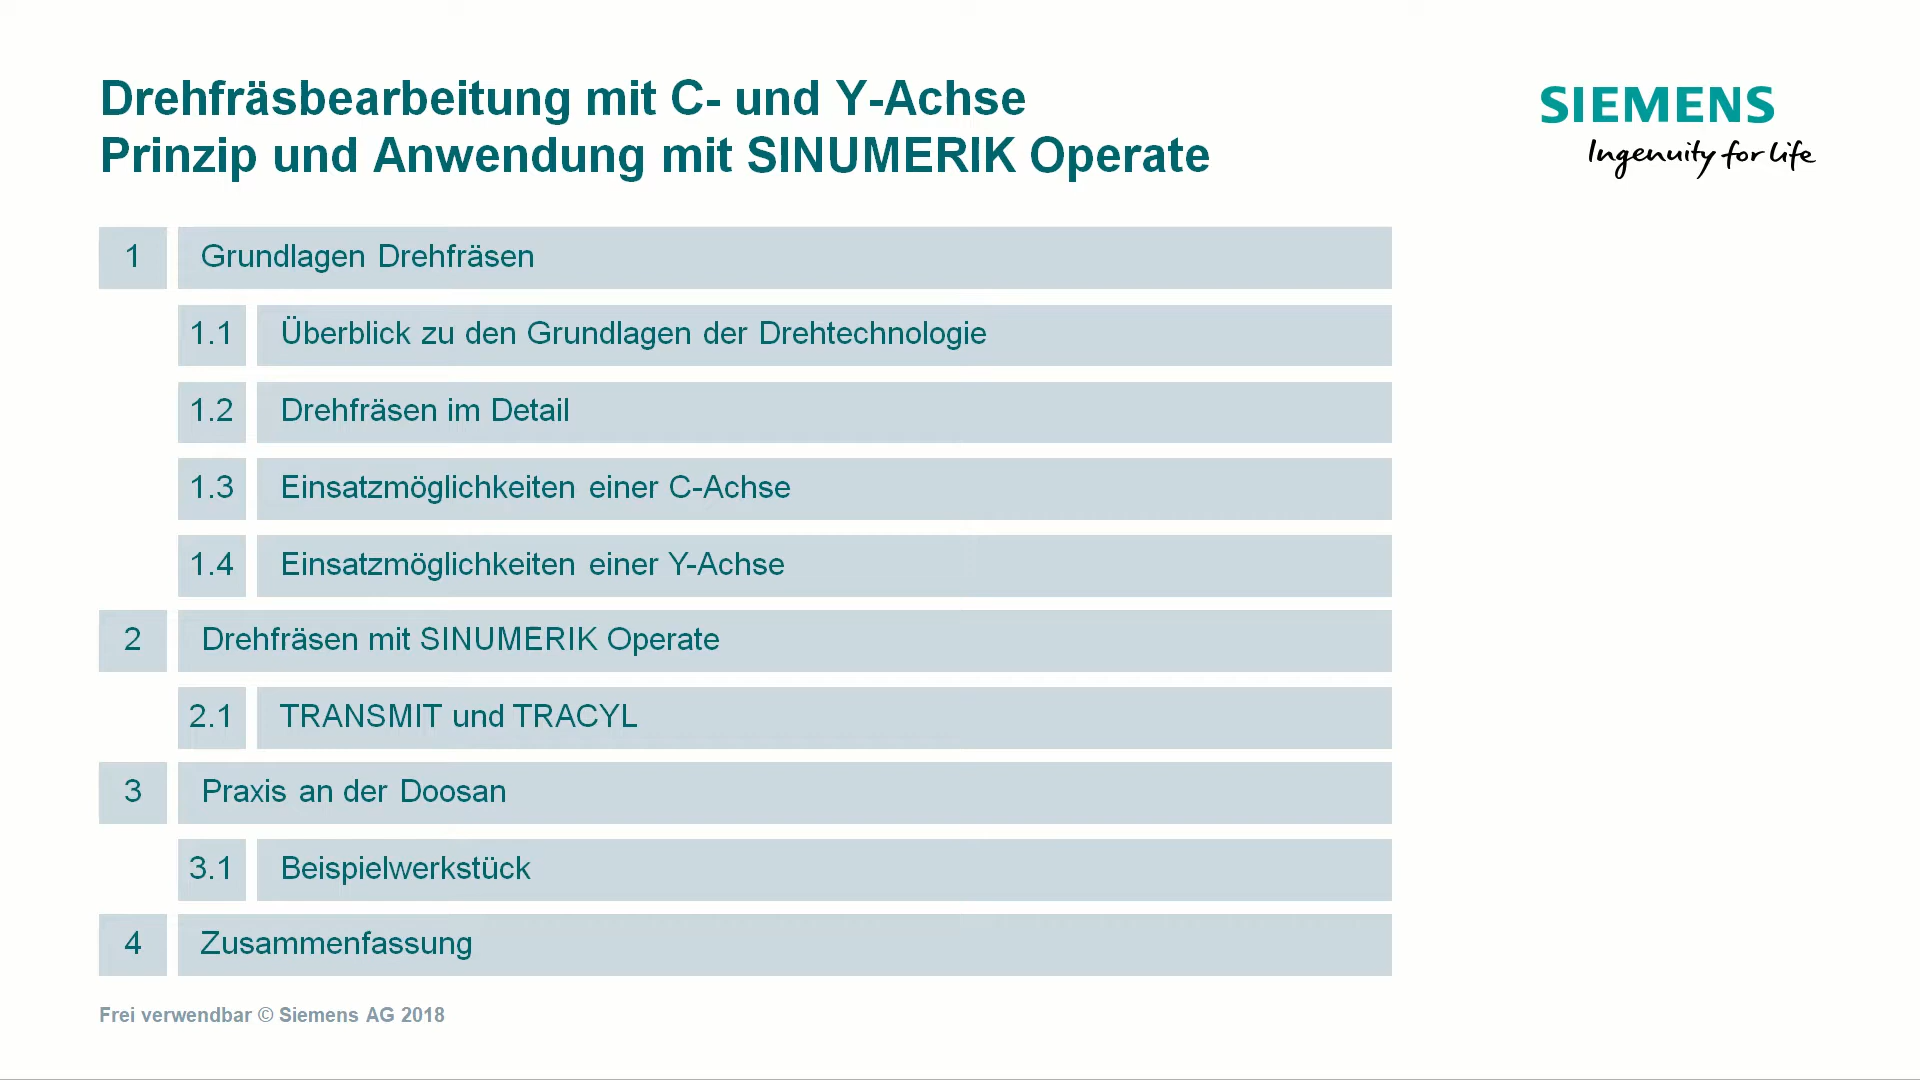 Drehfräsbearbeitung mit C- und Y-Achse
Prinzip und Anwendung mit SINUMERIK Operate
SIEMENS
Ingenuity for life
1 Grundlagen Drehfräsen
1.1 Überblick zu den Grundlagen der Drehtechnologie
1.2 Drehfräsen im Detail
1.3 Einsatzmöglichkeiten einer C-Achse
1.4 Einsatzmöglichkeiten einer Y-Achse
2 Drehfräsen mit SINUMERIK Operate
2.1 TRANSMIT und TRACYL
3 Praxis an der Doosan
3.1 Beispielwerkstück
4 Zusammenfassung
Frei verwendbar © Siemens AG 2018